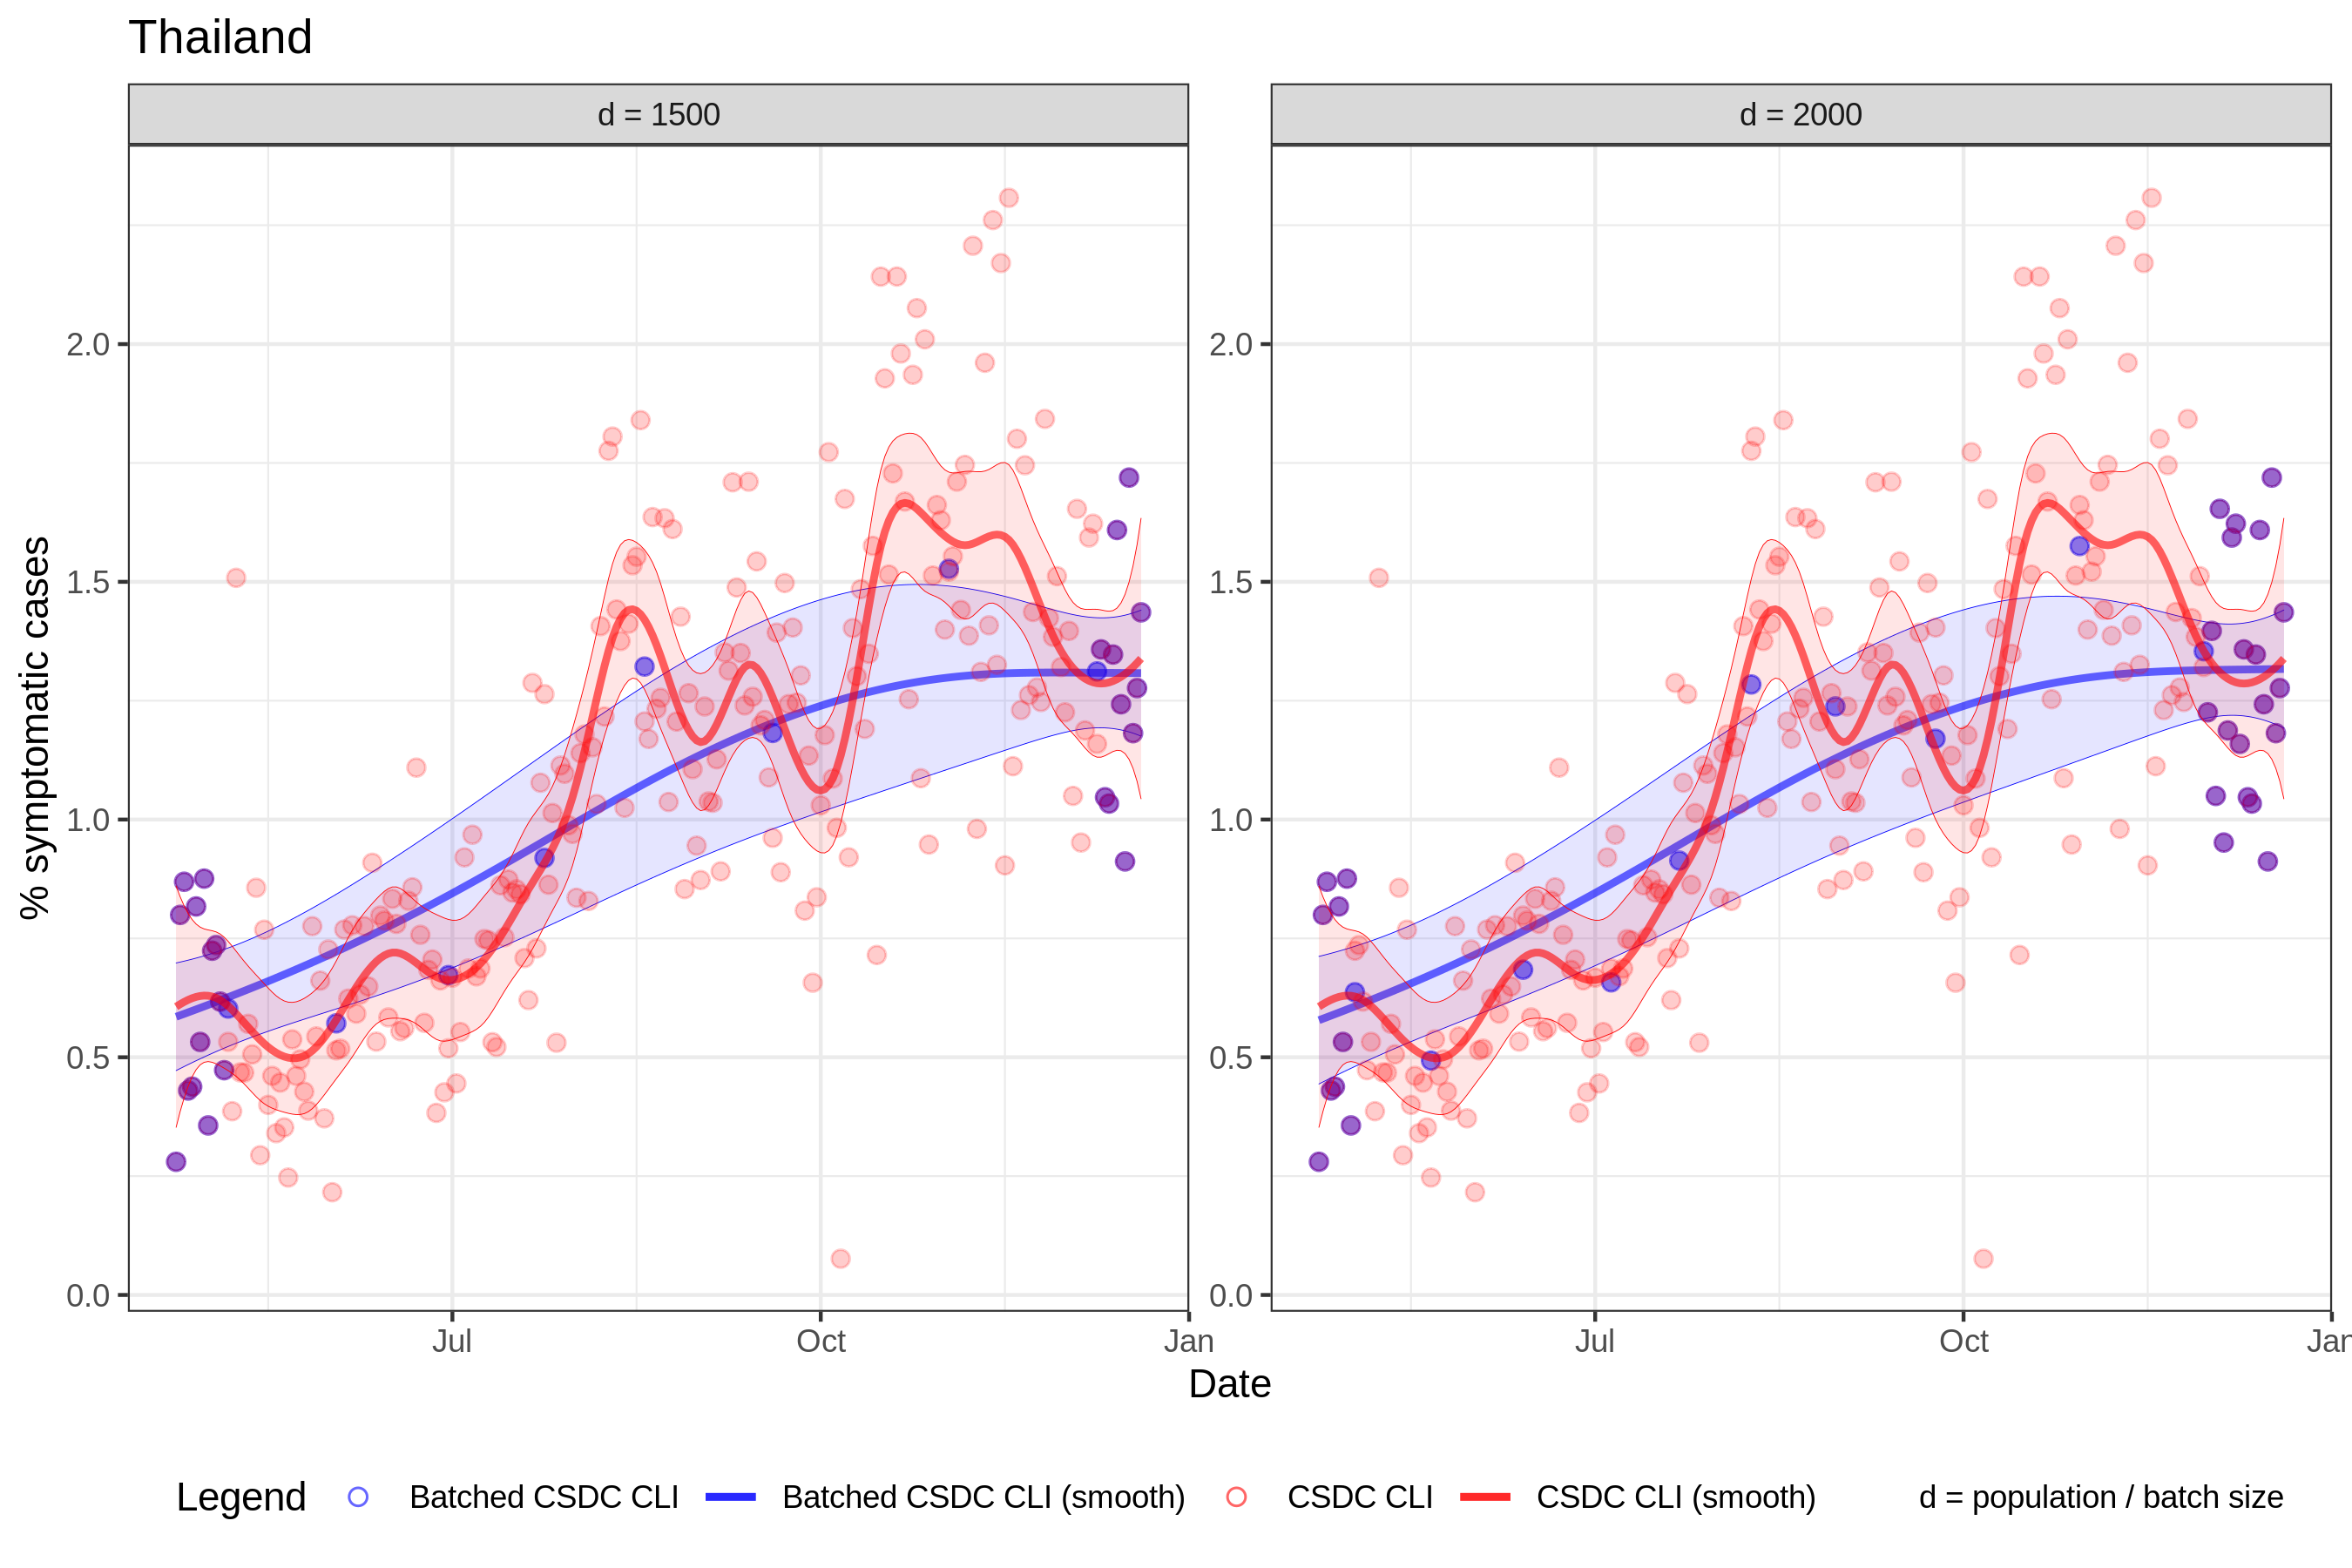 Thailand
d = 1500
d = 2000
% symptomatic cases
2.0
1.5
1.0
0.5
0.0
2.0
1.5
1.0
0.5
0.0
Jul
Oct
Jan
Jul
Oct
Jan
Date
Legend
Batched CSDC CLI
Batched CSDC CLI (smooth)
CSDC CLI
CSDC CLI (smooth)
d = population / batch size